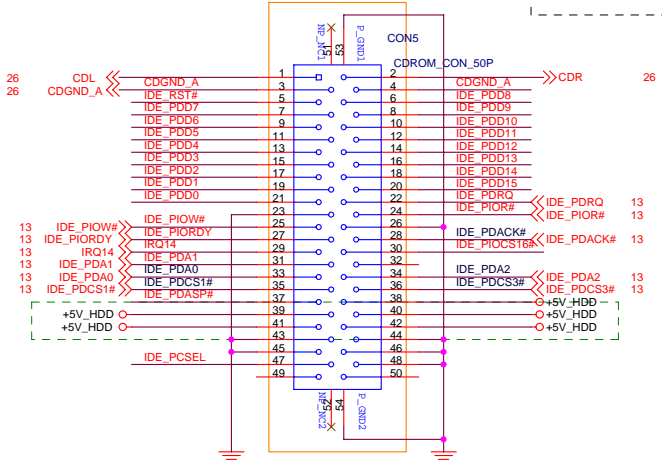 NP_NC1 51 53 P_GND1
CON5
CDROM_CON_50P
26 CDL 1 2 CDR 26
26 CDGND_A CDGND_A 3 4 CDGND_A
IDE_RST# 5 6 IDE_PDD8
IDE_PDD7 7 8 IDE_PDD9
IDE_PDD6 9 10 IDE_PDD10
IDE_PDD5 11 12 IDE_PDD11
IDE_PDD4 13 14 IDE_PDD12
IDE_PDD3 15 16 IDE_PDD13
IDE_PDD2 17 18 IDE_PDD14
IDE_PDD1 19 20 IDE_PDD15
IDE_PDD0 21 22 IDE_PDRQ IDE_PDRQ 13
23 24 IDE_PIOR# IDE_PIOR# 13
13 IDE_PIOW# IDE_PIOW# 25 26
13 IDE_PIORDY IDE_PIORDY 27 28 IDE_PDACK# IDE_PDACK# 13
13 IRQ14 IRQ14 29 30 IDE_PIOCS16#
13 IDE_PDA1 IDE_PDA1 31 32
13 IDE_PDA0 IDE_PDA0 33 34 IDE_PDA2 IDE_PDA2 13
13 IDE_PDCS1# IDE_PDCS1# 35 36 IDE_PDCS3# IDE_PDCS3# 13
IDE_PDASP# 37 38 +5V_HDD
+5V_HDD 39 40 +5V_HDD
+5V_HDD 41 42 +5V_HDD
43 44
45 46
IDE_PCSEL 47 48
49 50
NP_NC2 52 54 P_GND2